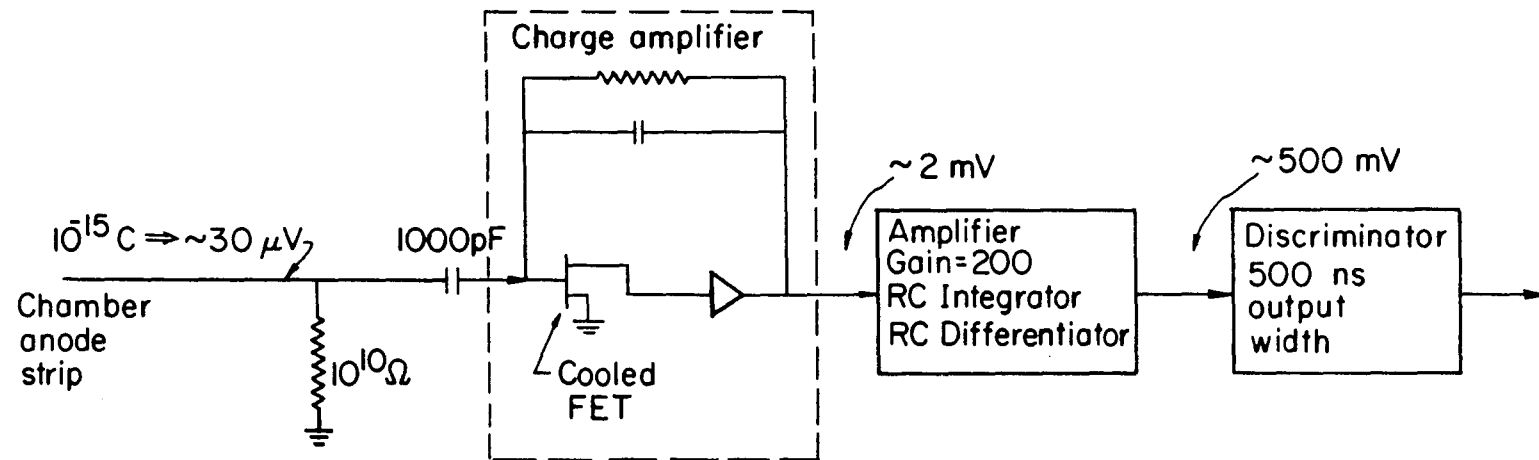 Charge amplifier
10⁻¹⁵ C ⇒ ~30 μV
1000pF
Chamber
anode
strip
10¹⁰Ω
Cooled
FET
~ 2 mV
Amplifier
Gain=200
RC Integrator
RC Differentiator
~500 mV
Discriminator
500 ns
output
width